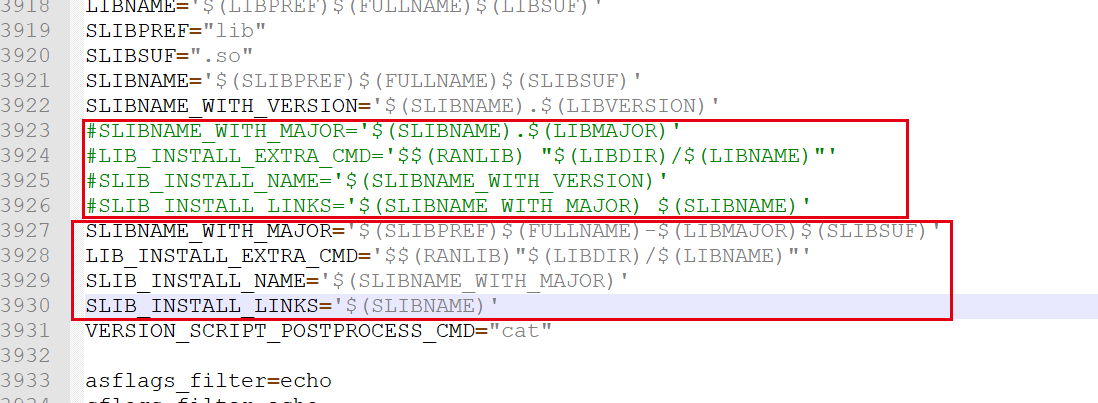 3918 LIBNAME='$(LIBPREF)$(FULLNAME)$(LIBSUF)'
3919 SLIBPREF="lib"
3920 SLIBSUF=".so"
3921 SLIBNAME='$(SLIBPREF)$(FULLNAME)$(SLIBSUF)'
3922 SLIBNAME_WITH_VERSION='$(SLIBNAME).$(LIBVERSION)'
3923 #SLIBNAME_WITH_MAJOR='$(SLIBNAME).$(LIBMAJOR)'
3924 #LIB_INSTALL_EXTRA_CMD='$$(RANLIB) "$(LIBDIR)/$(LIBNAME)"'
3925 #SLIB_INSTALL_NAME='$(SLIBNAME_WITH_VERSION)'
3926 #SLIB_INSTALL_LINKS='$(SLIBNAME_WITH_MAJOR) $(SLIBNAME)'
3927 SLIBNAME_WITH_MAJOR='$(SLIBPREF)$(FULLNAME)-$(LIBMAJOR)$(SLIBSUF)'
3928 LIB_INSTALL_EXTRA_CMD='$$(RANLIB)"$(LIBDIR)/$(LIBNAME)"'
3929 SLIB_INSTALL_NAME='$(SLIBNAME_WITH_MAJOR)'
3930 SLIB_INSTALL_LINKS='$(SLIBNAME)'
3931 VERSION_SCRIPT_POSTPROCESS_CMD="cat"
3932
3933 asflags_filter=echo